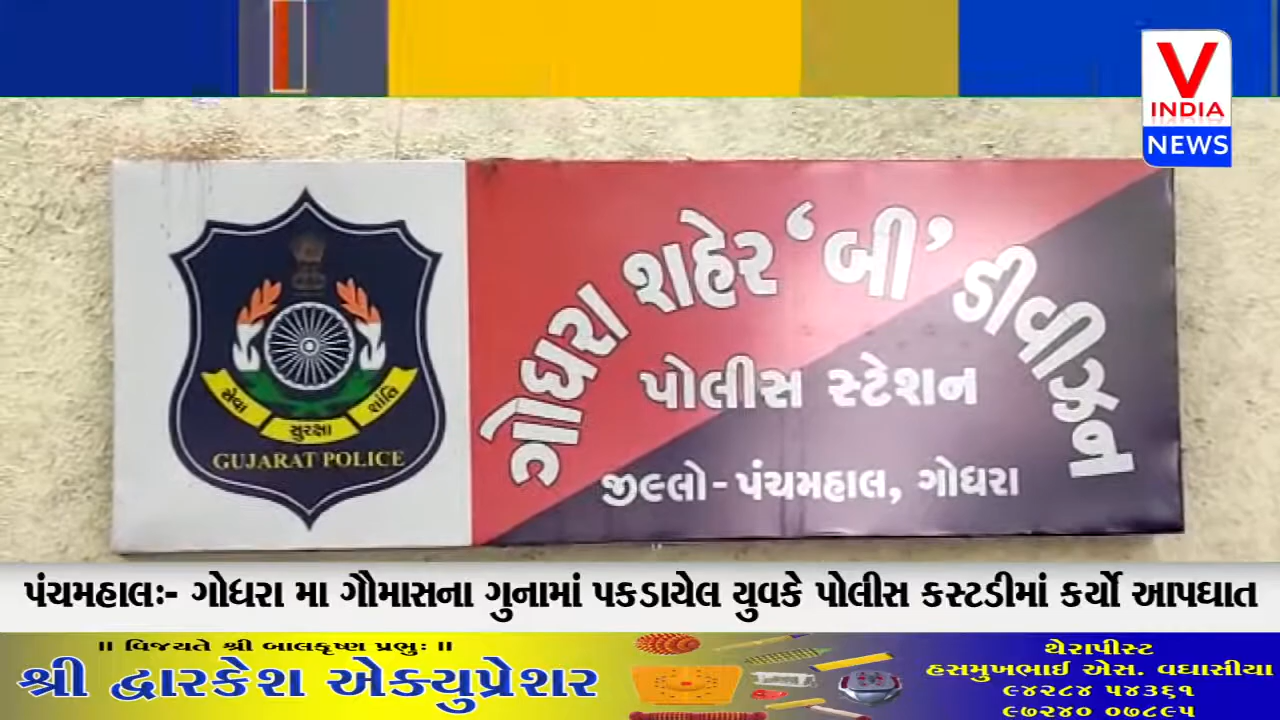 V
INDIA
NEWS
ગોધરા શહેર ‘બી’ ડીવીઝન
પોલીસ સ્ટેશન
જીલ્લો - પંચમહાલ, ગોધરા
સેવા
સુરક્ષા
શાંતિ
GUJARAT POLICE
પંચમહાલઃ- ગોધરા મા ગૌમાસના ગુનામાં પકડાયેલ યુવકે પોલીસ કસ્ટડીમાં કર્યો આપઘાત
॥ વિજયતે શ્રી બાલકૃષ્ણ પ્રભુઃ ॥
શ્રી દ્વારકેશ એક્યુપ્રેશર
થેરાપીસ્ટ
હસમુખભાઈ એસ. વઘાસીયા
૯૪૨૮૪ ૫૪૩૬૧
૯૭૨૪૦ ૦૭૮૯૫